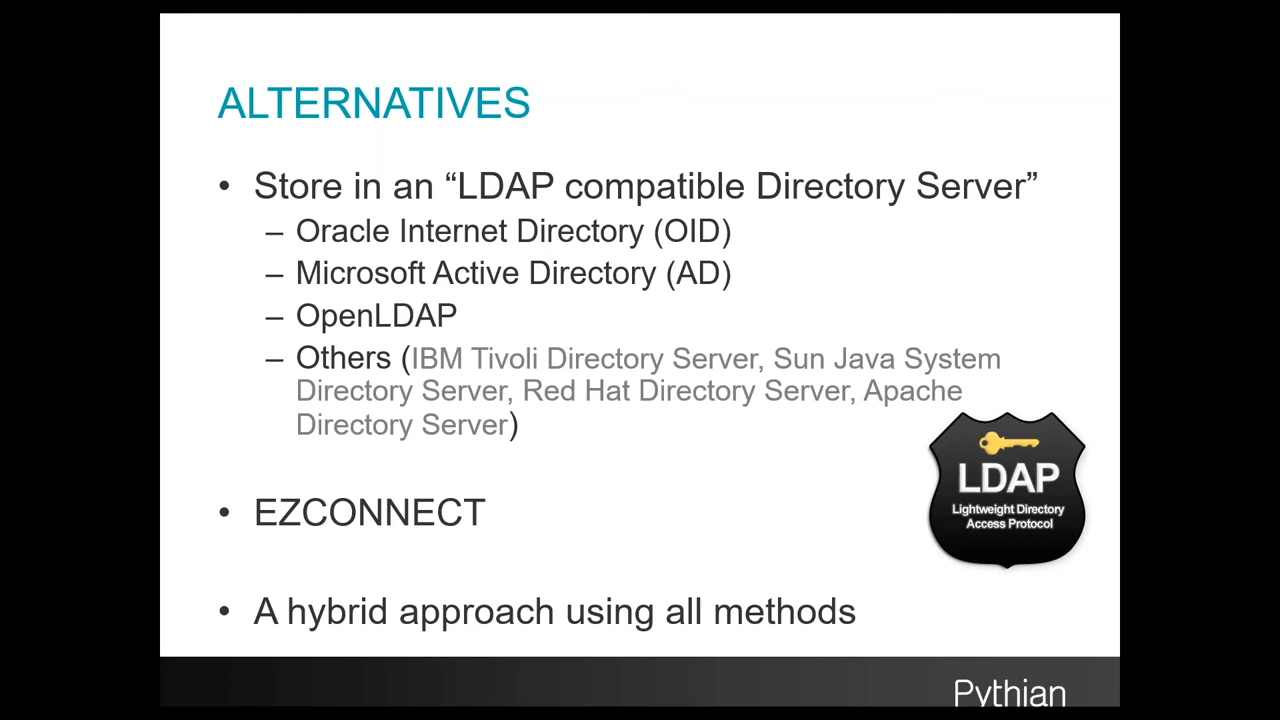 ALTERNATIVES
• Store in an “LDAP compatible Directory Server”
– Oracle Internet Directory (OID)
– Microsoft Active Directory (AD)
– OpenLDAP
– Others (IBM Tivoli Directory Server, Sun Java System
Directory Server, Red Hat Directory Server, Apache
Directory Server)
LDAP
Lightweight Directory
Access Protocol
• EZCONNECT
• A hybrid approach using all methods
Pythian